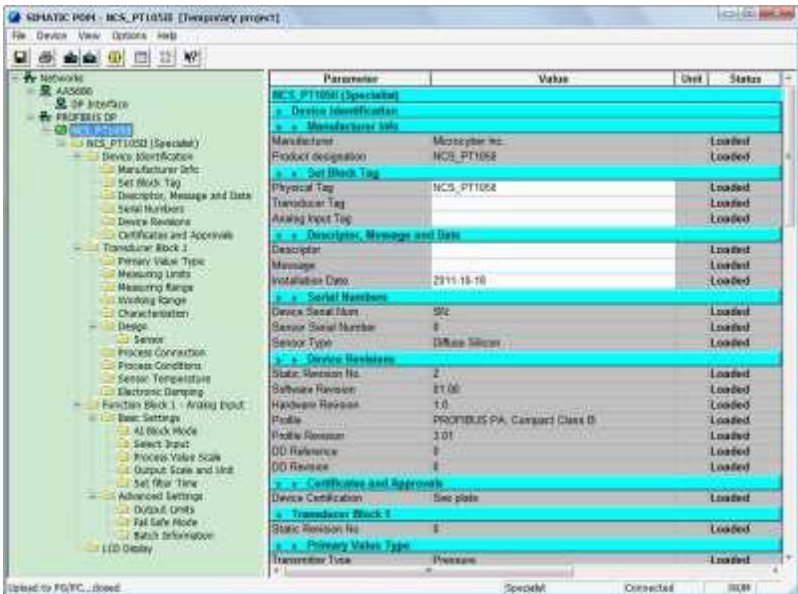 SIMATIC PDM - NCS_PT105II [Temporary project]
File Device View Options Help
Networks
AAS000
DP Interface
PROFIBUS DP
NCS_PT105II (Specialist)
Device Identification
Manufacturer Info
Set Block Tag
Descriptor, Message and Date
Serial Numbers
Device Revisions
Certificates and Approvals
Transducer Block 1
Primary Value Type
Measuring Limits
Measuring Range
Working Range
Characterization
Design
Sensor
Process Connection
Process Conditions
Sensor Temperature
Electronic Damping
Function Block 1 - Analog Input
Basic Settings
AI Block Mode
Select Input
Process Value Scale
Output Scale and Unit
Set filter Time
Advanced Settings
Output Limits
Fail Safe Mode
Batch Information
LCD Display
Parameter Value Unit Status
NCS_PT105II (Specialist)
» Device Identification
» » Manufacturer Info
Manufacturer Microcyber Inc. Loaded
Product designation NCS_PT105II Loaded
» » Set Block Tag
Physical Tag NCS_PT105II Loaded
Transducer Tag Loaded
Analog Input Tag Loaded
» » Descriptor, Message and Date
Descriptor Loaded
Message Loaded
Installation Date 2011-10-18 Loaded
» » Serial Numbers
Device Serial Num Loaded
Sensor Serial Number 0 Loaded
Sensor Type Diffuse Silicon Loaded
» » Device Revisions
Static Revision No. 2 Loaded
Software Revision 01.00 Loaded
Hardware Revision 1.0 Loaded
Profile PROFIBUS PA, Compact Class B Loaded
Profile Revision 3.01 Loaded
DD Reference Loaded
DD Revision Loaded
» » Certificates and Approvals
Device Certification See plate Loaded
» Transducer Block 1
Static Revision No. Loaded
» » Primary Value Type
Transmitter Type Pressure Loaded
Upload to PG/PC...closed Specialist Connected NUM